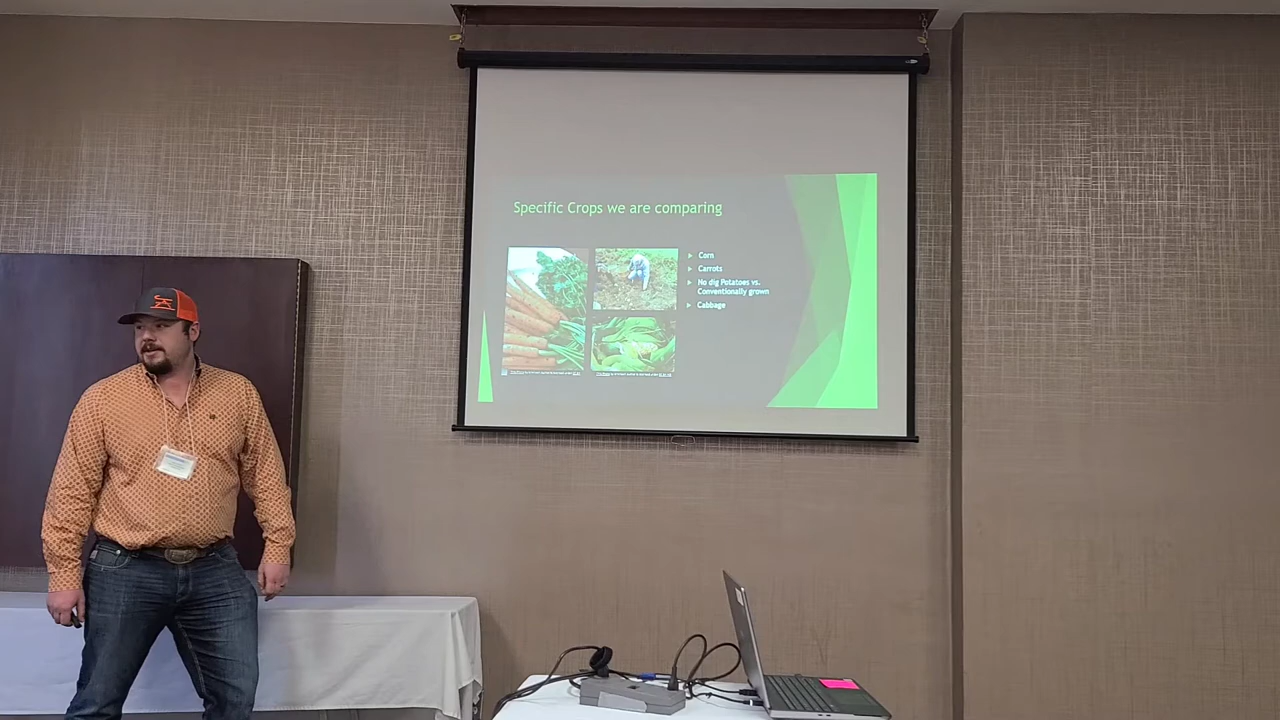 Specific Crops we are comparing
Corn
Carrots
No dig Potatoes vs.
Conventionally grown
Cabbage